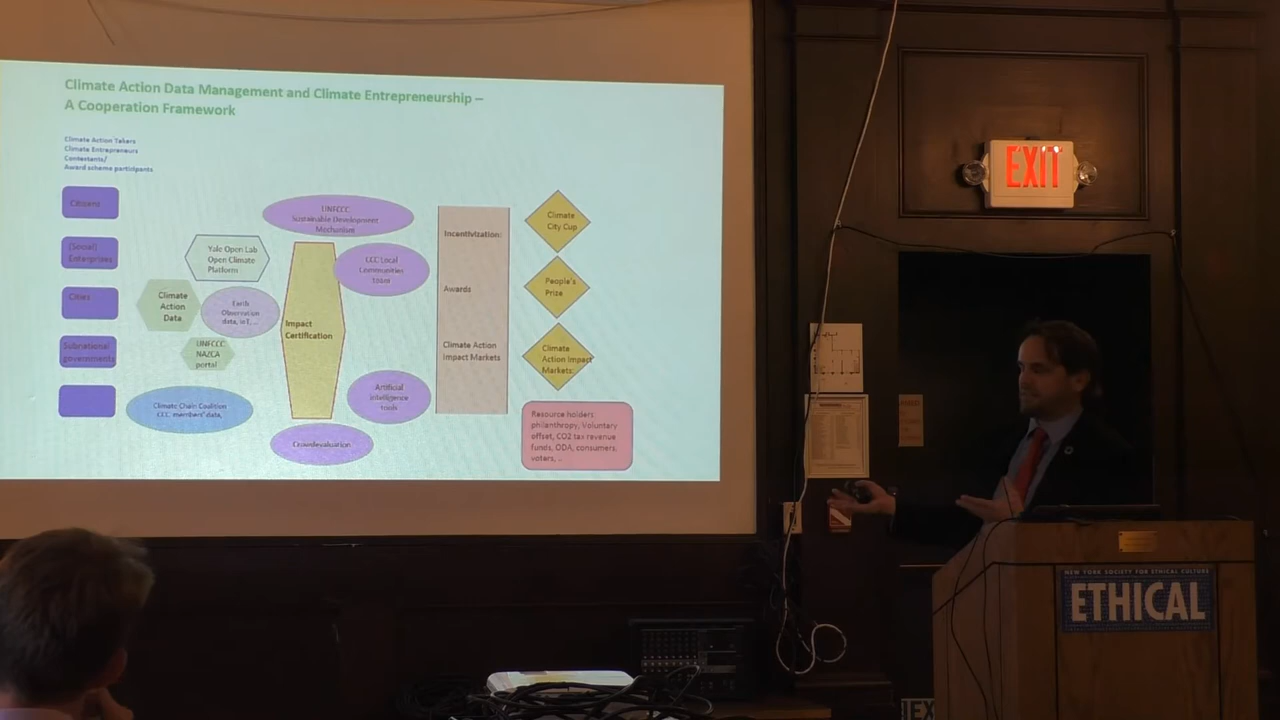 Climate Action Data Management and Climate Entrepreneurship –
A Cooperation Framework
Climate Action Takers
Climate Entrepreneurs
Contestants/
Award scheme participants
Citizens
(Social)
Enterprises
Cities
Subnational
governments
Yale Open Lab
Open Climate
Platform
Climate
Action
Data
Earth
Observation
data, IoT, ...
UNFCCC
NAZCA
portal
Climate Chain Coalition
CCC members' data,
UNFCCC
Sustainable Development
Mechanism
CCC Local
Communities
team
Impact
Certification
Artificial
Intelligence
tools
Crowdevaluation
Incentivization:
Awards
Climate Action
Impact Markets
Climate
City Cup
People's
Prize
Climate
Action Impact
Markets:
Resource holders:
philanthropy, Voluntary
offset, CO2 tax revenue
funds, ODA, consumers,
voters, ..
EXIT
NEW YORK SOCIETY FOR ETHICAL CULTURE
ETHICAL
EX